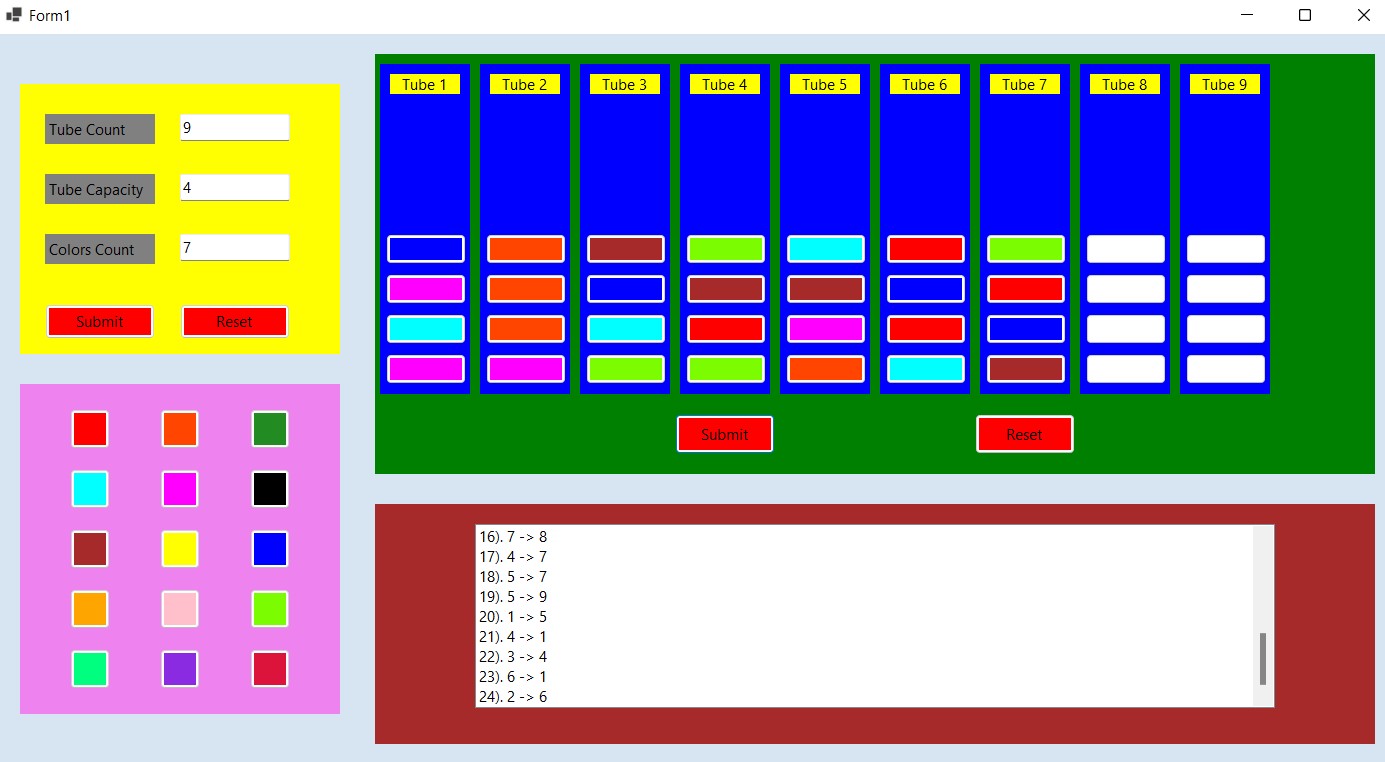 Form1
Tube Count
9
Tube Capacity
4
Colors Count
7
Submit
Reset
Tube 1
Tube 2
Tube 3
Tube 4
Tube 5
Tube 6
Tube 7
Tube 8
Tube 9
Submit
Reset
16). 7 -> 8
17). 4 -> 7
18). 5 -> 7
19). 5 -> 9
20). 1 -> 5
21). 4 -> 1
22). 3 -> 4
23). 6 -> 1
24). 2 -> 6